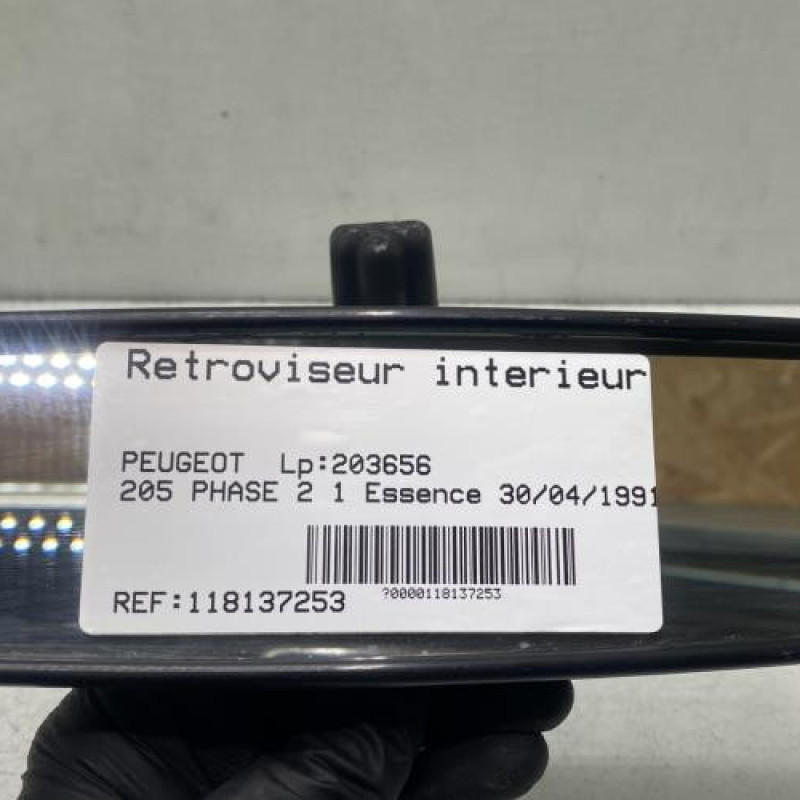 Retroviseur interieur
PEUGEOT Lp:203656
205 PHASE 2 1 Essence 30/04/1991
?0000118137253
REF:118137253